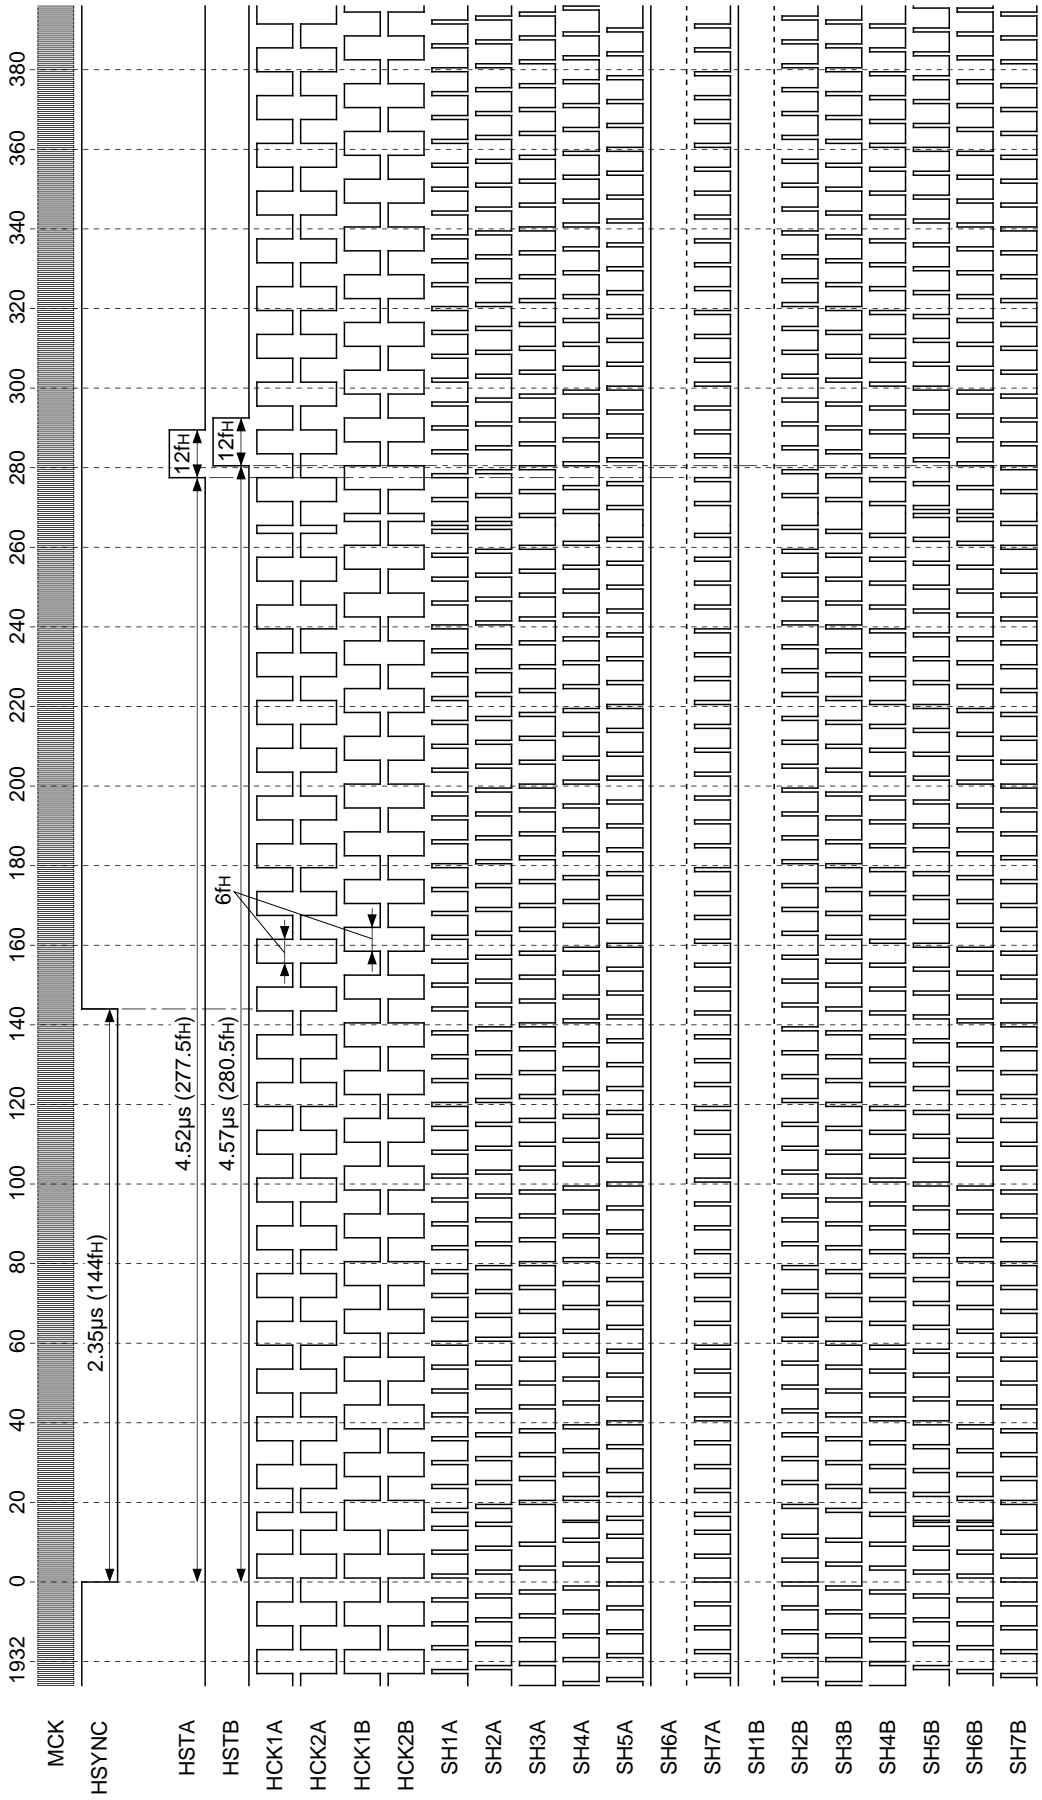 MCK
HSYNC
HSTA
HSTB
HCK1A
HCK2A
HCK1B
HCK2B
SH1A
SH2A
SH3A
SH4A
SH5A
SH6A
SH7A
SH1B
SH2B
SH3B
SH4B
SH5B
SH6B
SH7B
1932 0 20 40 60 80 100 120 140 160 180 200 220 240 260 280 300 320 340 360 380
2.35µs (144fH)
4.52µs (277.5fH)
12fH
4.57µs (280.5fH)
12fH
6fH